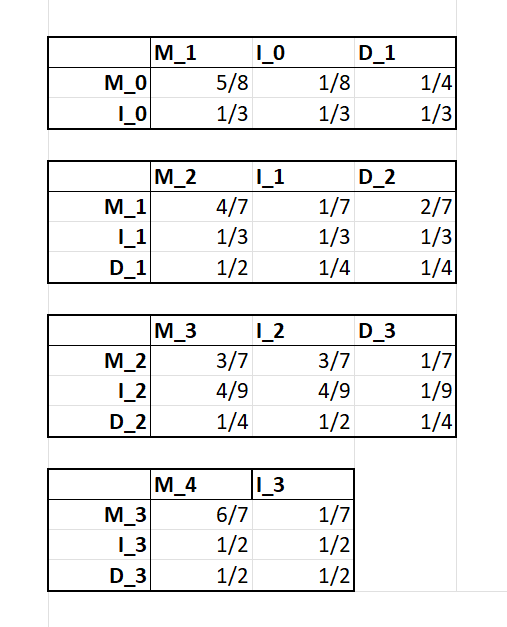 M_1 I_0 D_1
M_0 5/8 1/8 1/4
I_0 1/3 1/3 1/3
M_2 I_1 D_2
M_1 4/7 1/7 2/7
I_1 1/3 1/3 1/3
D_1 1/2 1/4 1/4
M_3 I_2 D_3
M_2 3/7 3/7 1/7
I_2 4/9 4/9 1/9
D_2 1/4 1/2 1/4
M_4 I_3
M_3 6/7 1/7
I_3 1/2 1/2
D_3 1/2 1/2